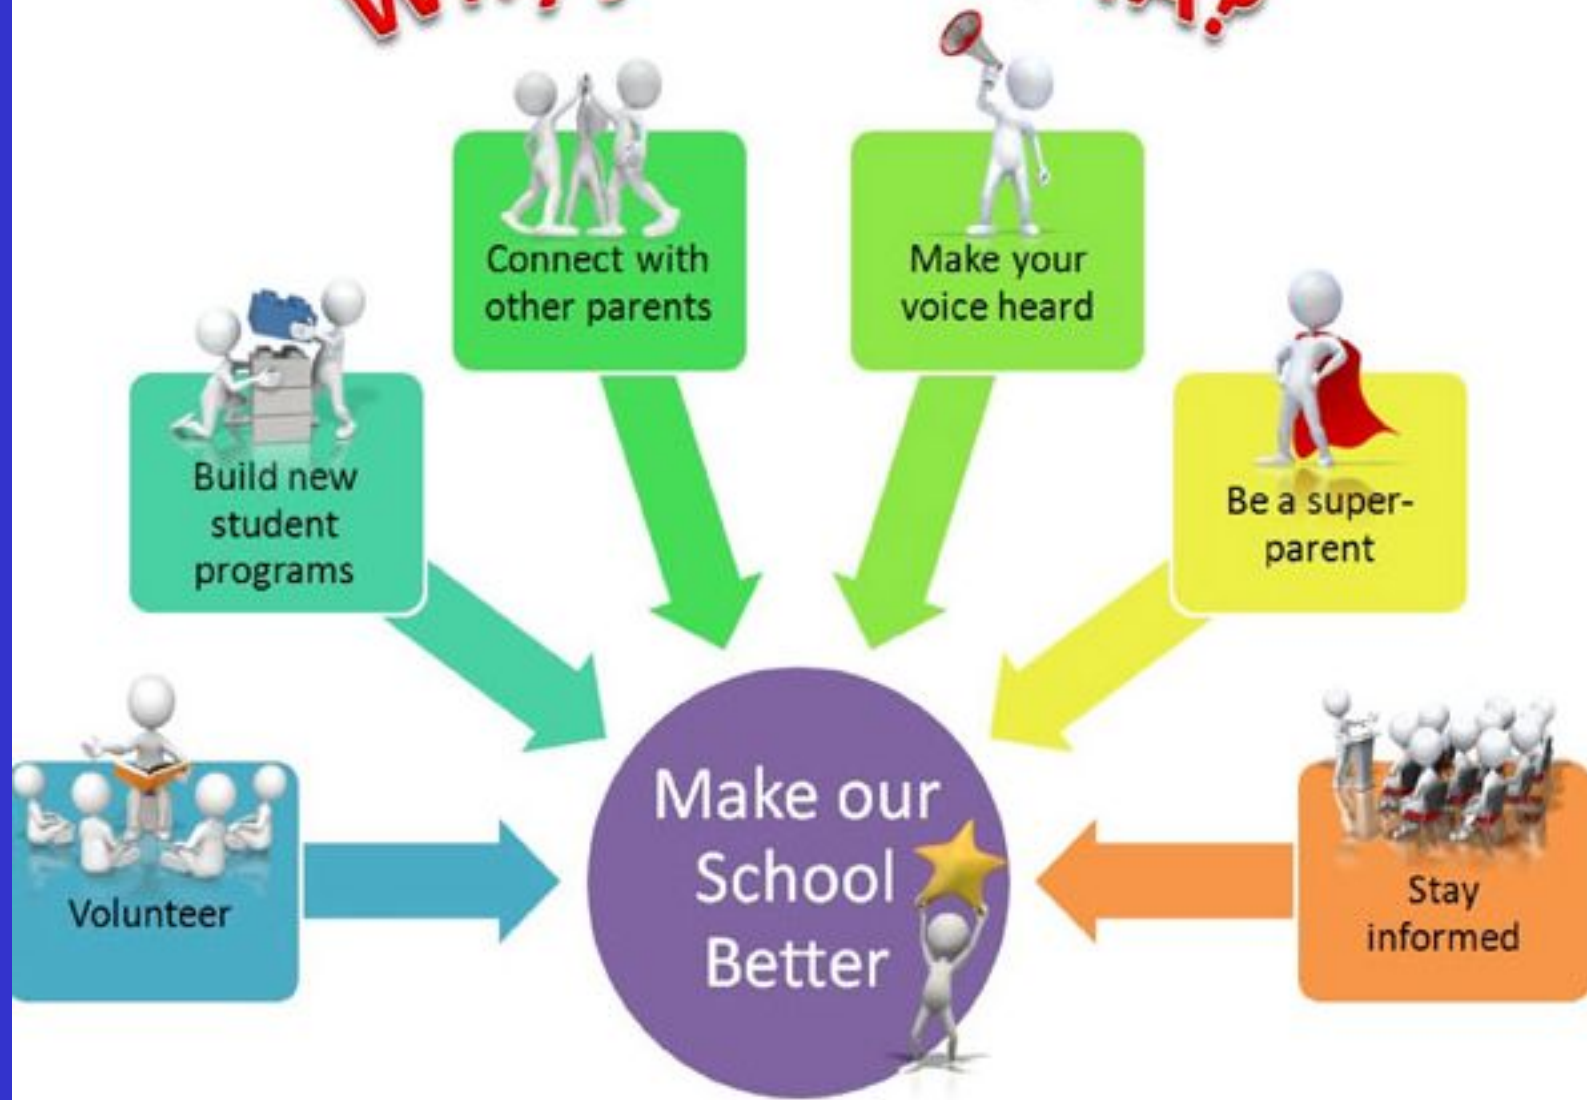 Connect with
other parents
Make your
voice heard
Build new
student
programs
Be a super-
parent
Volunteer
Make our
School
Better
Stay
informed